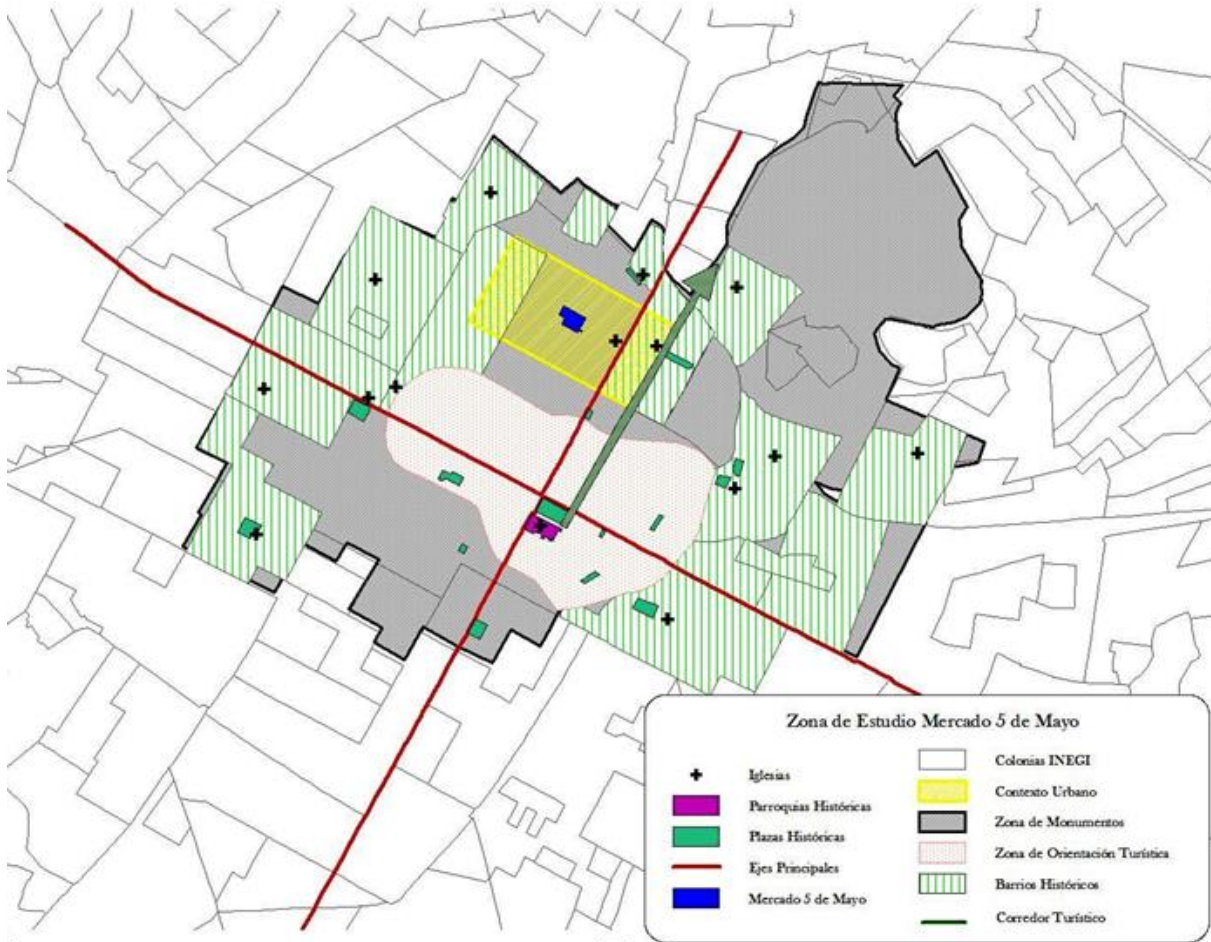 Zona de Estudio Mercado 5 de Mayo
Iglesias
Parroquias Históricas
Plazas Históricas
Ejes Principales
Mercado 5 de Mayo
Colonias INEGI
Contexto Urbano
Zona de Monumentos
Zona de Orientación Turística
Barrios Históricos
Corredor Turístico